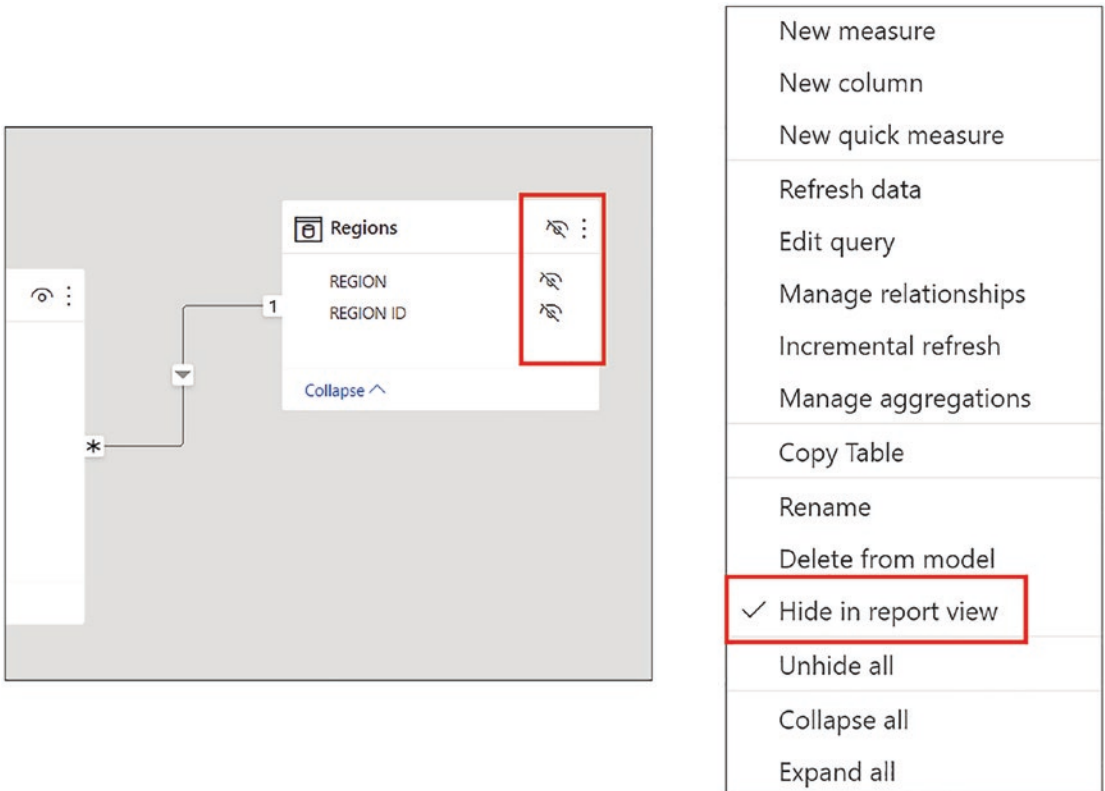 Regions
REGION
REGION ID
1
*
Collapse
New measure
New column
New quick measure
Refresh data
Edit query
Manage relationships
Incremental refresh
Manage aggregations
Copy Table
Rename
Delete from model
✓ Hide in report view
Unhide all
Collapse all
Expand all